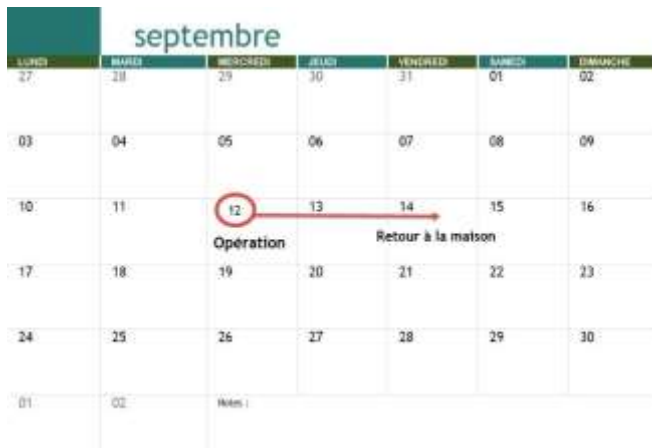 septembre
LUNDI MARDI MERCREDI JEUDI VENDREDI SAMEDI DIMANCHE
27 28 29 30 31 01 02
03 04 05 06 07 08 09
10 11 12 13 14 15 16
Opération Retour à la maison
17 18 19 20 21 22 23
24 25 26 27 28 29 30
01 02 Notes :